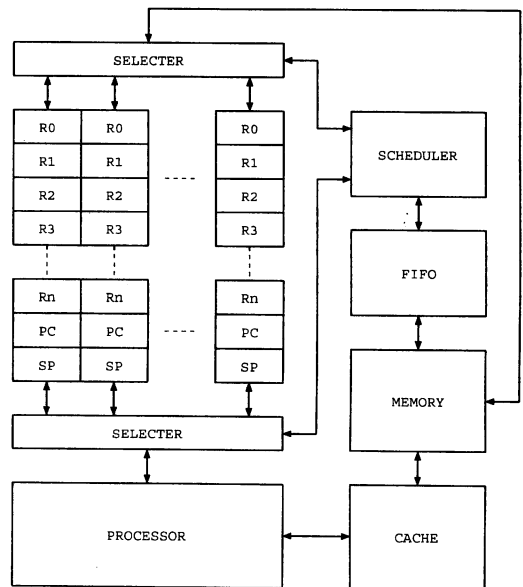 SELECTER
R0 R0 R0
R1 R1 R1
R2 R2 R2
R3 R3 R3
Rn Rn Rn
PC PC PC
SP SP SP
SELECTER
PROCESSOR
SCHEDULER
FIFO
MEMORY
CACHE